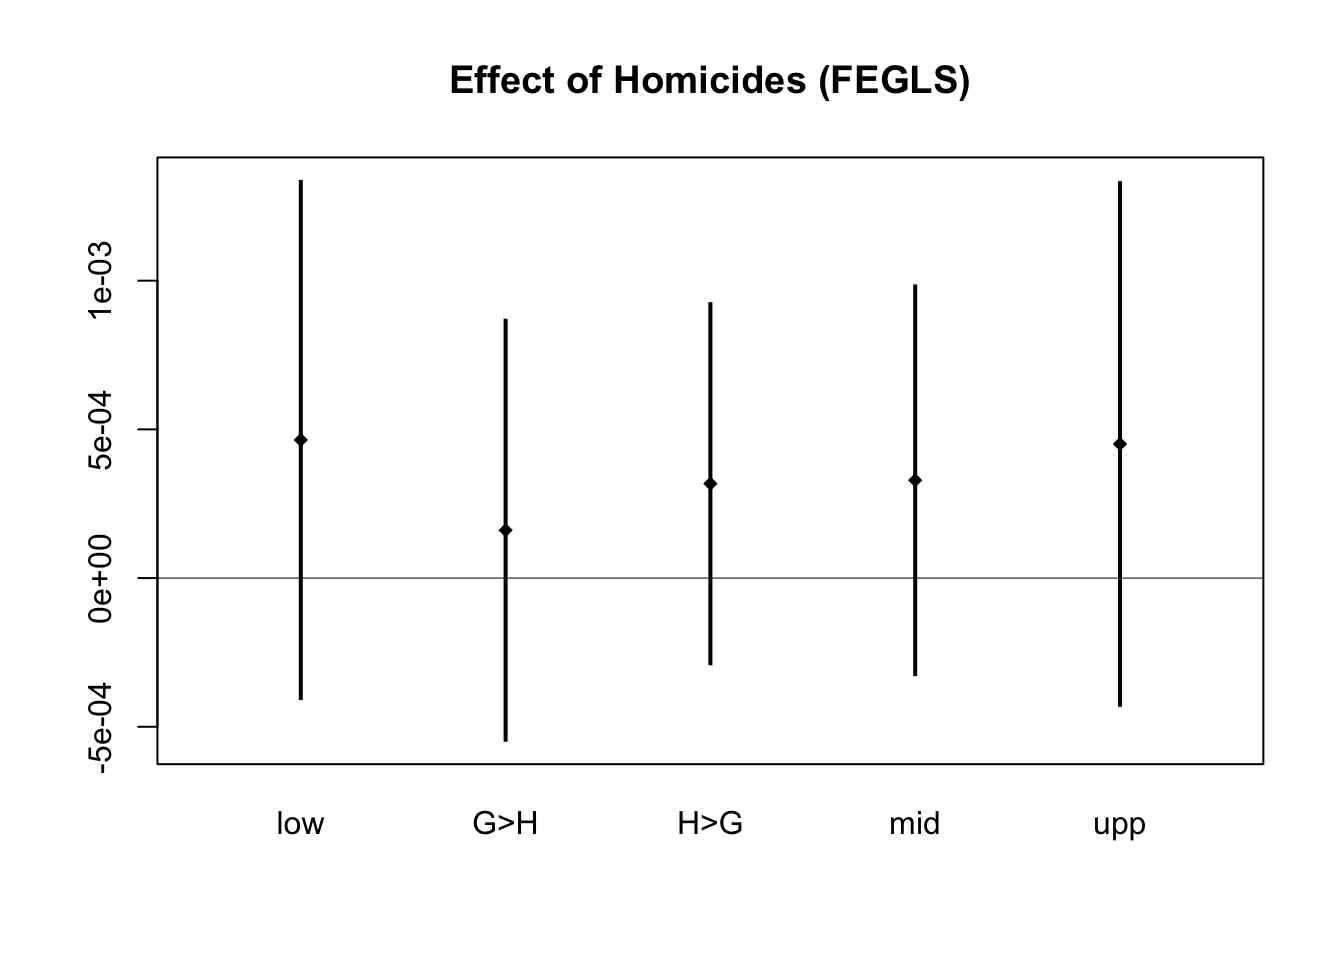 Effect of Homicides (FEGLS)
1e-03
5e-04
0e+00
-5e-04
low G>H H>G mid upp